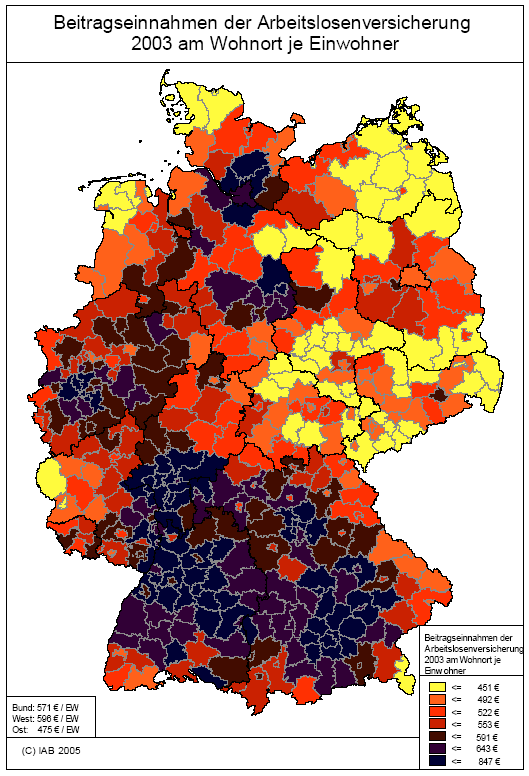 Beitragseinnahmen der Arbeitslosenversicherung
2003 am Wohnort je Einwohner
Beitragseinnahmen der
Arbeitslosenversicherung
2003 am Wohnort je
Einwohner
<= 451 €
<= 492 €
<= 522 €
<= 553 €
<= 591 €
<= 643 €
<= 847 €
Bund: 571 € / EW
West: 596 € / EW
Ost: 475 € / EW
(C) IAB 2005